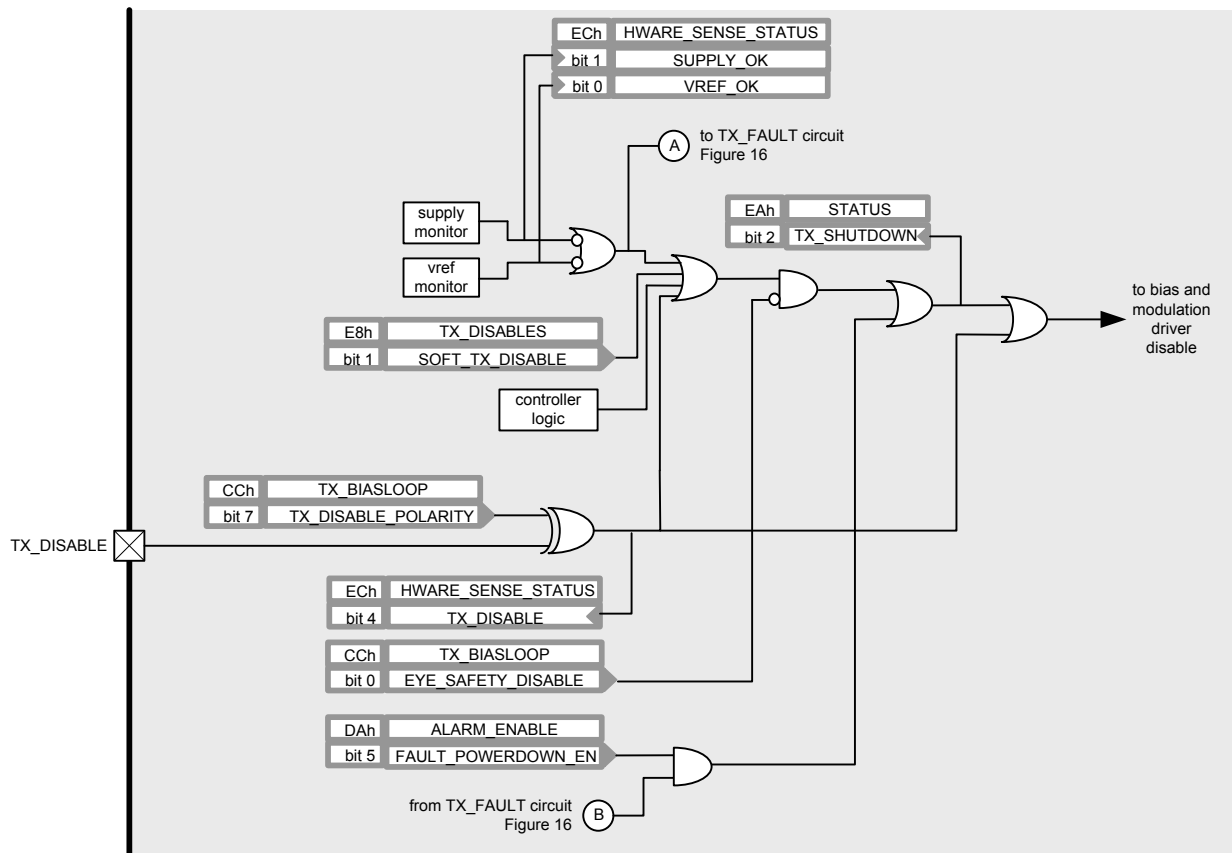 ECh HWARE_SENSE_STATUS
bit 1 SUPPLY_OK
bit 0 VREF_OK
A
to TX_FAULT circuit
Figure 16
supply
monitor
vref
monitor
EAh STATUS
bit 2 TX_SHUTDOWN
to bias and
modulation
driver
disable
E8h TX_DISABLES
bit 1 SOFT_TX_DISABLE
controller
logic
CCh TX_BIASLOOP
bit 7 TX_DISABLE_POLARITY
TX_DISABLE
ECh HWARE_SENSE_STATUS
bit 4 TX_DISABLE
CCh TX_BIASLOOP
bit 0 EYE_SAFETY_DISABLE
DAh ALARM_ENABLE
bit 5 FAULT_POWERDOWN_EN
from TX_FAULT circuit
Figure 16
B